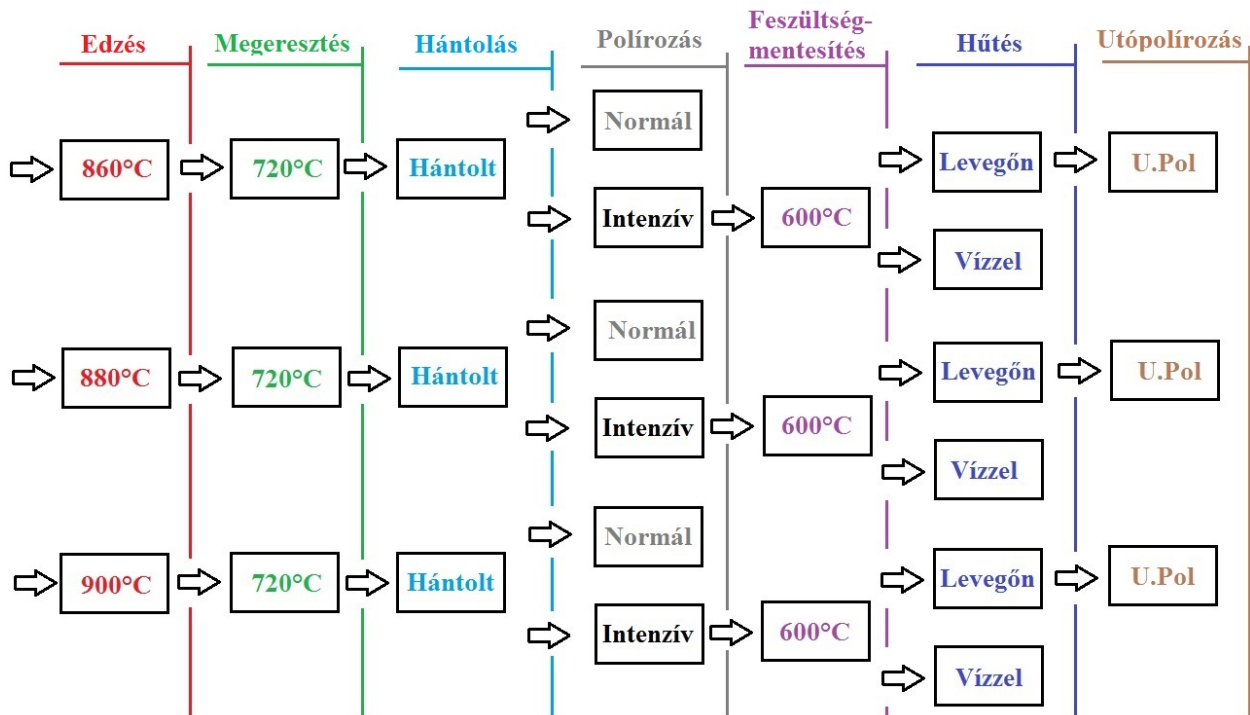 Edzés
Megeresztés
Hántolás
Polírozás
Feszültség-
mentesítés
Hűtés
Utópolírozás
Normál
860°C
720°C
Hántolt
Levegőn
U.Pol
Intenzív
600°C
Vízzel
Normál
880°C
720°C
Hántolt
Levegőn
U.Pol
Intenzív
600°C
Vízzel
Normál
900°C
720°C
Hántolt
Levegőn
U.Pol
Intenzív
600°C
Vízzel